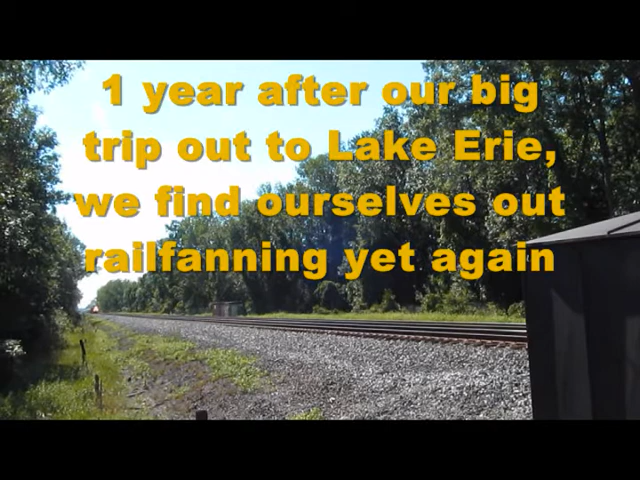 1 year after our big
trip out to Lake Erie,
we find ourselves out
railfanning yet again